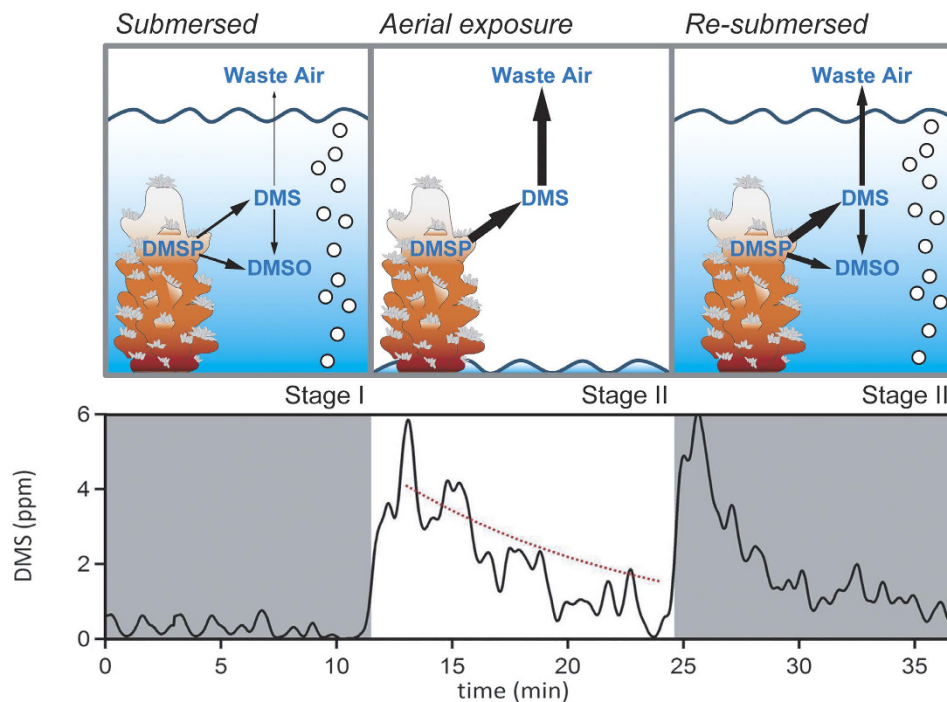 Submersed Aerial exposure Re-submersed
Waste Air Waste Air Waste Air
DMS DMS DMS
DMSP DMSP DMSP
DMSO DMSO
Stage I Stage II Stage II
6
4
2
0
DMS (ppm)
0 5 10 15 20 25 30 35
time (min)